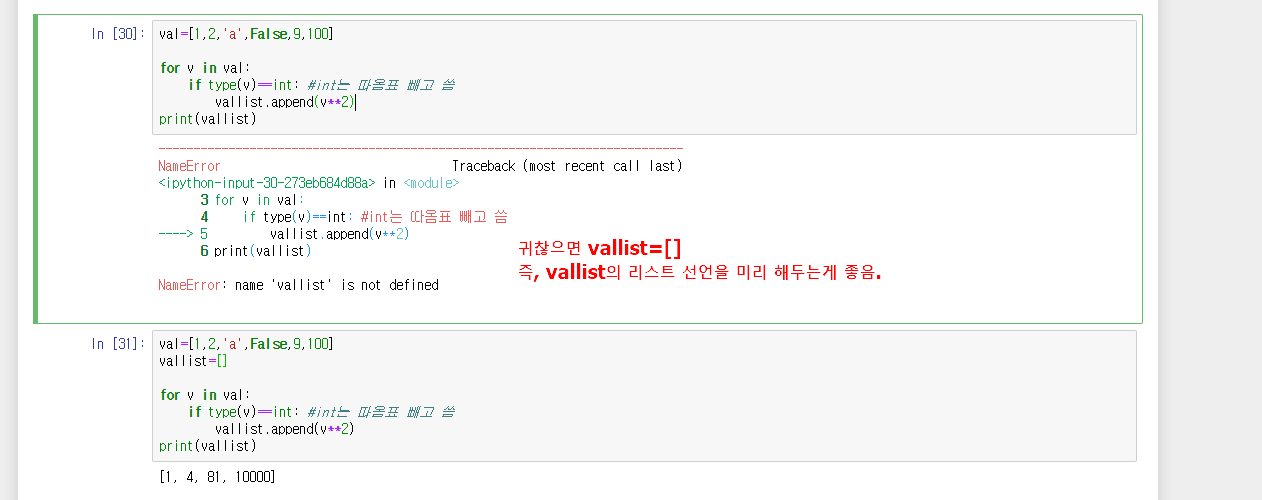 In [30]: val=[1,2,'a',False,9,100]
for v in val:
if type(v)==int: #int는 따옴표 빼고 씀
vallist.append(v**2)
print(vallist)
---------------------------------------------------------------------------
NameError Traceback (most recent call last)
<ipython-input-30-273eb684d88a> in <module>
3 for v in val:
4 if type(v)==int: #int는 따옴표 빼고 씀
----> 5 vallist.append(v**2)
6 print(vallist)
귀찮으면 vallist=[]
즉, vallist의 리스트 선언을 미리 해두는게 좋음.
NameError: name 'vallist' is not defined
In [31]: val=[1,2,'a',False,9,100]
vallist=[]
for v in val:
if type(v)==int: #int는 따옴표 빼고 씀
vallist.append(v**2)
print(vallist)
[1, 4, 81, 10000]